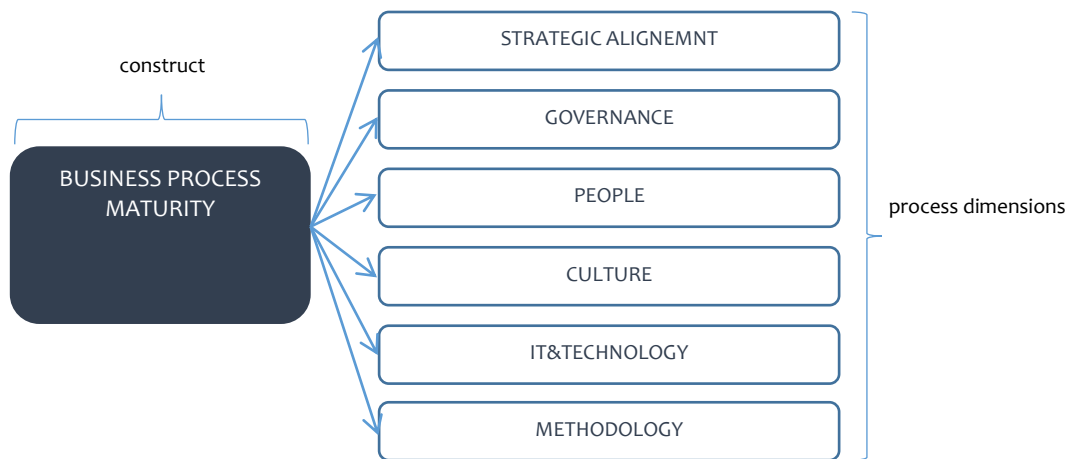 construct
BUSINESS PROCESS
MATURITY
STRATEGIC ALIGNEMNT
GOVERNANCE
PEOPLE
CULTURE
IT&TECHNOLOGY
METHODOLOGY
process dimensions